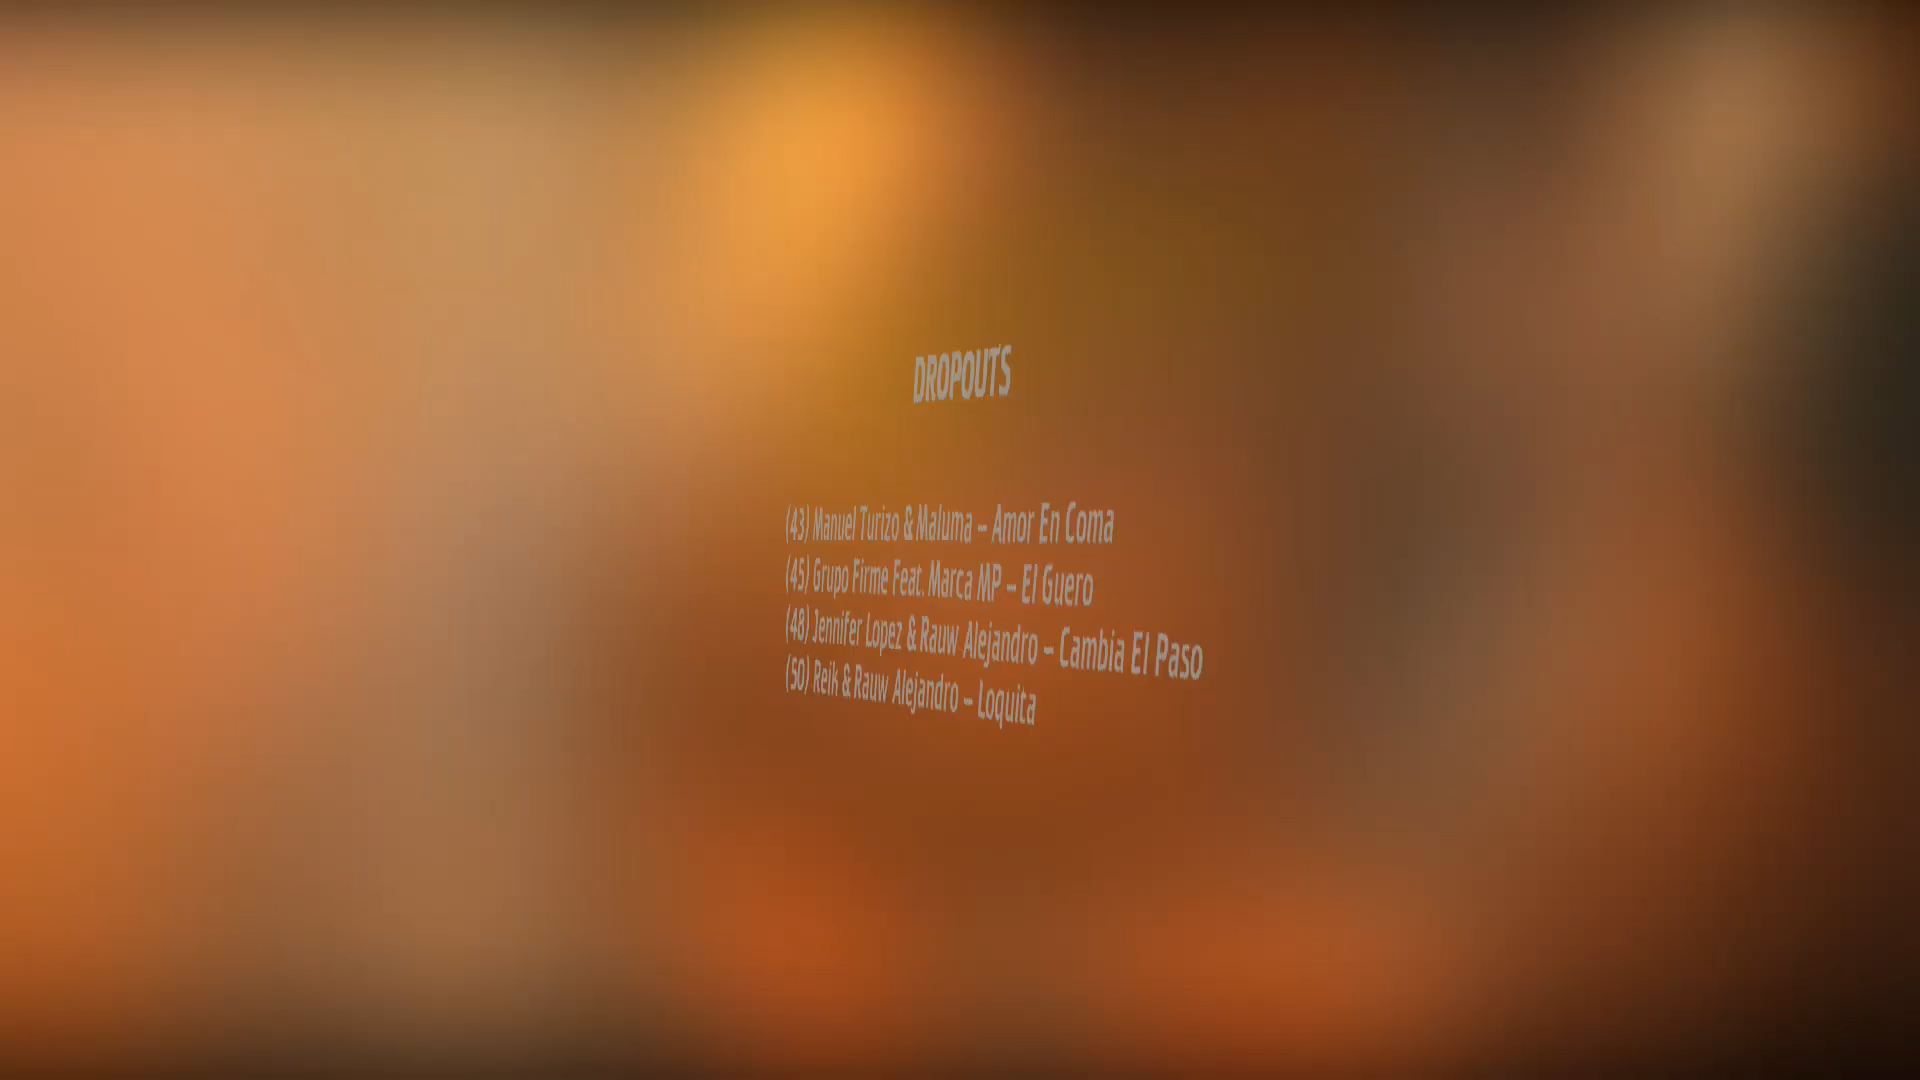 DROPOUTS
(43) Manuel Turizo & Maluma – Amor En Coma
(45) Grupo Firme Feat. Marca MP – El Guero
(48) Jennifer Lopez & Rauw Alejandro – Cambia El Paso
(50) Reik & Rauw Alejandro – Loquita